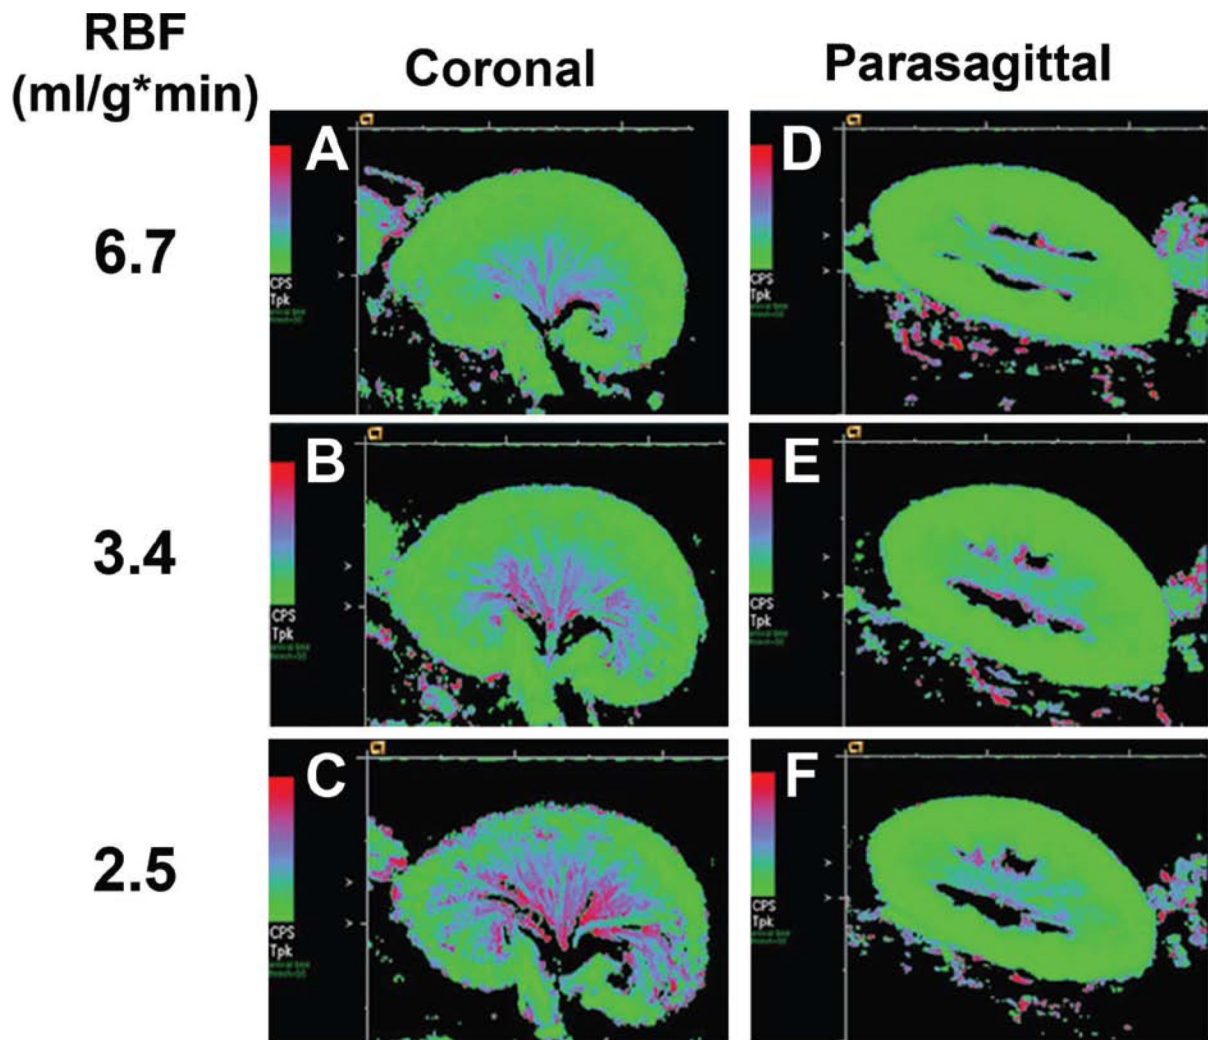 RBF
(ml/g*min)
Coronal
Parasagittal
6.7
A
CPS
Tpk
D
CPS
Tpk
3.4
B
CPS
Tpk
E
CPS
Tpk
2.5
C
CPS
Tpk
F
CPS
Tpk